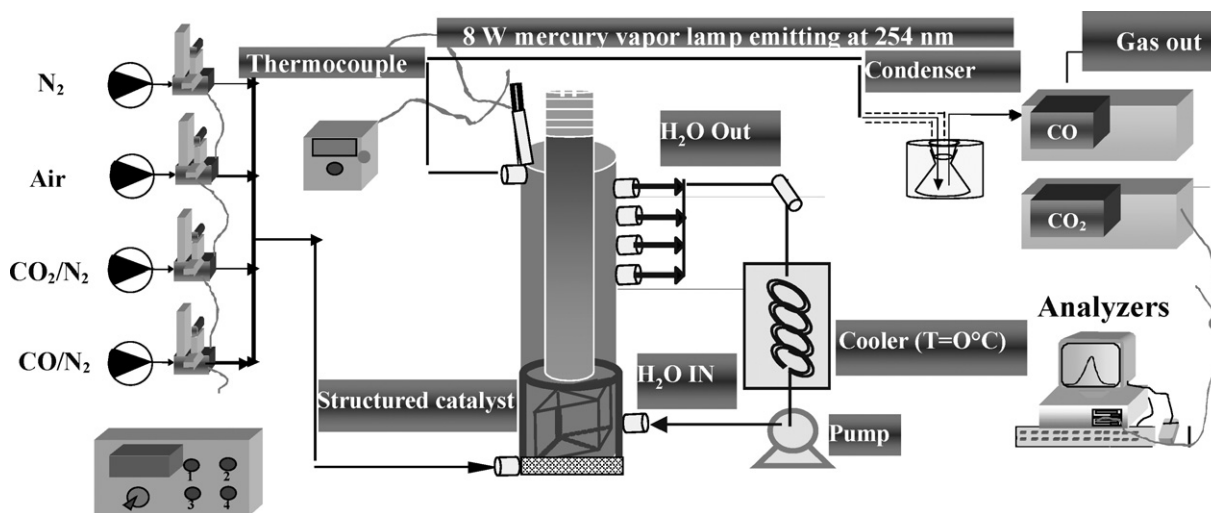 8 W mercury vapor lamp emitting at 254 nm
Gas out
Thermocouple
Condenser
N₂
H₂O Out
CO
Air
CO₂
CO₂/N₂
Analyzers
Cooler (T=O°C)
CO/N₂
H₂O IN
Structured catalyst
Pump
1 2
3 4